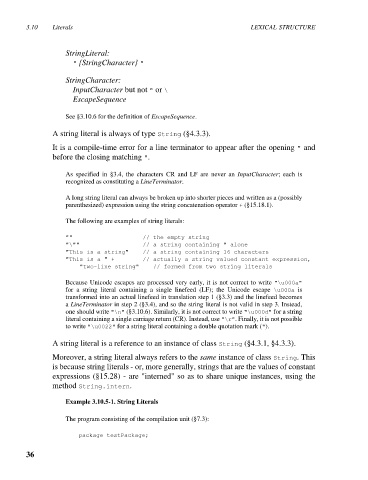 3.10 Literals LEXICAL STRUCTURE
StringLiteral:
" {StringCharacter} "
StringCharacter:
InputCharacter but not " or \
EscapeSequence
See §3.10.6 for the definition of EscapeSequence.
A string literal is always of type String (§4.3.3).
It is a compile-time error for a line terminator to appear after the opening " and
before the closing matching ".
As specified in §3.4, the characters CR and LF are never an InputCharacter; each is
recognized as constituting a LineTerminator.
A long string literal can always be broken up into shorter pieces and written as a (possibly
parenthesized) expression using the string concatenation operator + (§15.18.1).
The following are examples of string literals:
"" // the empty string
"\"" // a string containing " alone
"This is a string" // a string containing 16 characters
"This is a " + // actually a string-valued constant expression,
"two-line string" // formed from two string literals
Because Unicode escapes are processed very early, it is not correct to write "\u000a"
for a string literal containing a single linefeed (LF); the Unicode escape \u000a is
transformed into an actual linefeed in translation step 1 (§3.3) and the linefeed becomes
a LineTerminator in step 2 (§3.4), and so the string literal is not valid in step 3. Instead,
one should write "\n" (§3.10.6). Similarly, it is not correct to write "\u000d" for a string
literal containing a single carriage return (CR). Instead, use "\r". Finally, it is not possible
to write "\u0022" for a string literal containing a double quotation mark (").
A string literal is a reference to an instance of class String (§4.3.1, §4.3.3).
Moreover, a string literal always refers to the same instance of class String. This
is because string literals - or, more generally, strings that are the values of constant
expressions (§15.28) - are "interned" so as to share unique instances, using the
method String.intern.
Example 3.10.5-1. String Literals
The program consisting of the compilation unit (§7.3):
package testPackage;
36